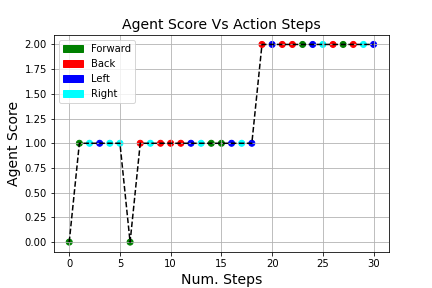 Agent Score Vs Action Steps
Agent Score
2.00
1.75
1.50
1.25
1.00
0.75
0.50
0.25
0.00
Forward
Back
Left
Right
0 5 10 15 20 25 30
Num. Steps